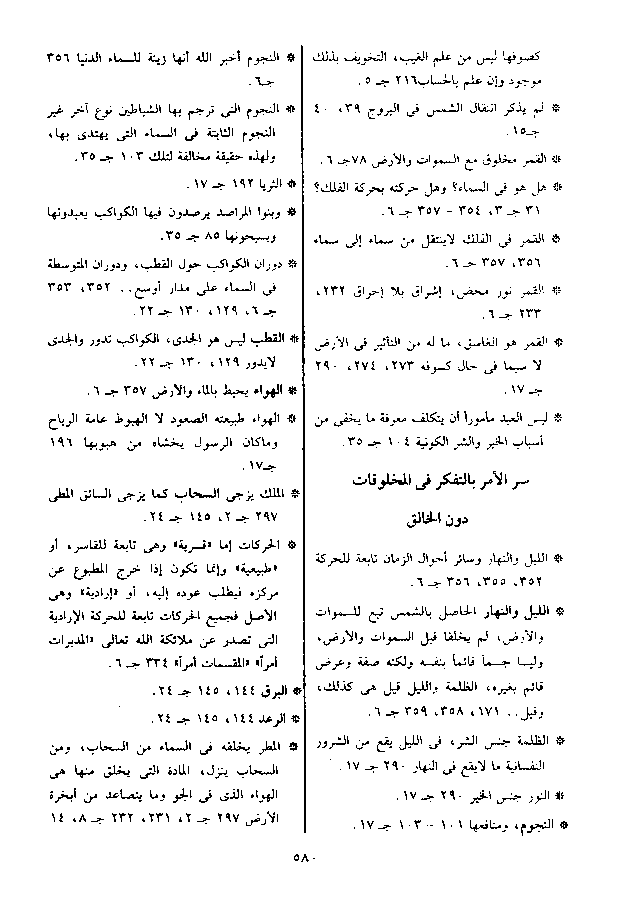 كصوفها ليس من علم الغيب، التخويف بذلك
موجود وإن علم بالحساب ٢١٦ جـ ٥.
* لم يذكر انتقال الشمس في البروج ٣٩، ٤٠
جـ ١٥.
* القمر مخلوق مع السموات والأرض ٧٨ جـ ٦.
* هل هو في السماء؟ وهل حركته بحركة الفلك؟
٣١ جـ ٣، ٣٥٤ - ٣٥٧ جـ ٦.
* القمر في الفلك لاينتقل من سماء إلى سماء
٣٥٦، ٣٥٧ جـ ٦.
* القمر نور محض، إشراق بلا إحراق ٢٣٢،
٢٣٣ جـ ٦.
* القمر هو الغاسق، ما له من التأثير في الأرض
لا سيما في حال كسوفه ٢٧٣، ٢٧٤، ٢٩٠
جـ ١٧.
* ليس العبد مأموراً أن يتكلف معرفة ما يخفي من
أسباب الخير والشر الكونية ١٠٤ جـ ٣٥.
سر الأمر بالتفكر في المخلوقات
دون الخالق
* الليل والنهار وسائر أحوال الزمان تابعة للحركة
٣٥٢، ٣٥٥، ٣٥٦ جـ ٦.
* الليل والنهار الحاصل بالشمس تبع للسموات
والأرض، لم يخلقا قبل السموات والأرض،
وليسا جسماً قائماً بنفسه ولكنه صفة وعرض
قائم بغيره، الظلمة والليل قيل هى كذلك،
وقيل.. ١٧١، ٣٥٨، ٣٥٩ جـ ٦.
* الظلمة جنس الشر، في الليل يقع من الشرور
النفسانية ما لايقع في النهار ٢٩٠ جـ ١٧.
* النور جنس الخير ٢٩٠ جـ ١٧.
* النجوم، ومنافعها ١٠١ - ١٠٣ جـ ١٧.
* النجوم أخبر الله أنها زينة للسماء الدنيا ٣٥٦
جـ ٦.
* النجوم التى ترجم بها الشياطين نوع آخر غير
النجوم الثابتة في السماء التى يهتدى بها،
ولهذه حقيقة مخالفة لتلك ١٠٣ جـ ٣٥.
* الثريا ١٩٢ جـ ١٧.
* وبنوا المراصد يرصدون فيها الكواكب يعبدونها
ويسبحونها ٨٥ جـ ٣٥.
* دوران الكواكب حول القطب، ودوران المتوسطة
في السماء على مدار أوسع.. ٣٥٢، ٣٥٣
جـ ٦، ١٢٩، ١٣٠ جـ ٢٢.
* القطب ليس هو الجدى، الكواكب تدور والجدى
لايدور ١٢٩، ١٣٠ جـ ٢٢.
* الهواء يحيط بالماء والأرض ٣٥٧ جـ ٦.
* الهواء طبيعته الصعود لا الهبوط عامة الرياح
وماكان الرسول يخشاه من هبوبها ١٩٦
جـ ١٧.
* الملك يزجى السحاب كما يزجى السائق المطى
٢٩٧ جـ ٢، ١٤٥ جـ ٢٤.
* الحركات إما «قسرية» وهى تابعة للقاسر، أو
«طبيعية» وإنما تكون إذا خرج المطبوع عن
مركزه فيطلب عوده إليه، أو «إرادية» وهى
الأصل فجميع الحركات تابعة للحركة الإرادية
التى تصدر عن ملائكة الله تعالى «المدبرات
أمراً» «المقسمات أمراً» ٣٣٤ جـ ٦.
* البرق ١٤٤، ١٤٥ جـ ٢٤.
* الرعد ١٤٤، ١٤٥ جـ ٢٤.
* المطر يخلقه في السماء من السحاب، ومن
السحاب ينزل، المادة التى يخلق منها هى
الهواء الذى في الجو وما يتصاعد من أبخرة
الأرض ٢٩٧ جـ ٢، ٢٣١، ٢٣٢ جـ ٨، ١٤
٥٨٠